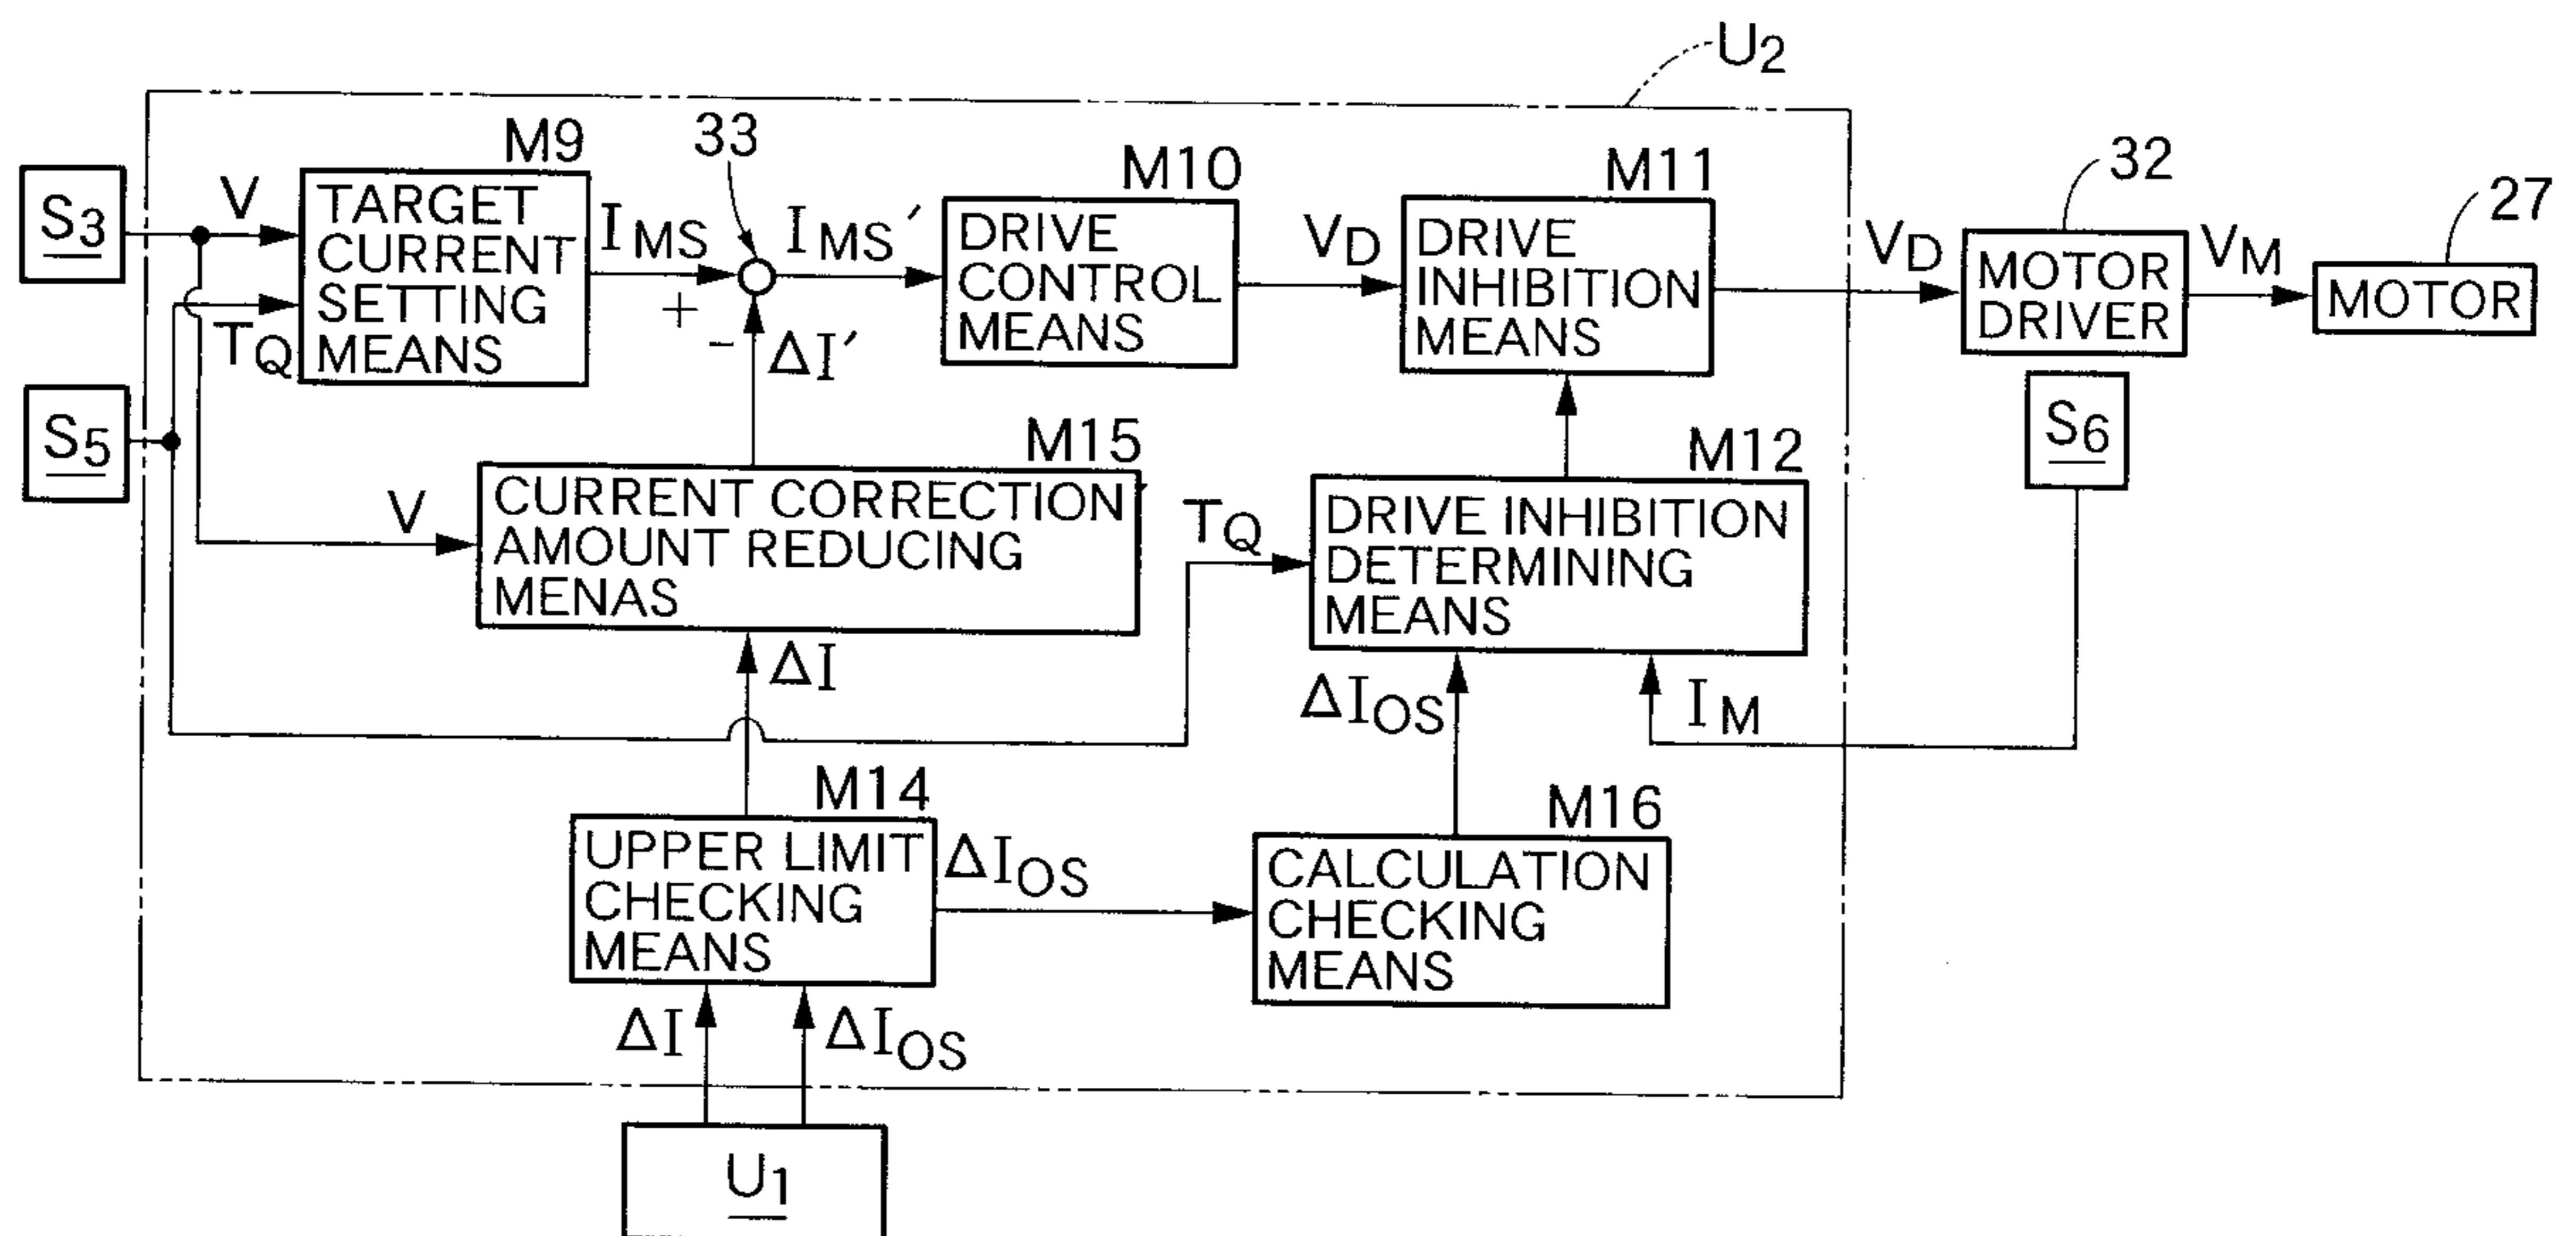 U2
33
M9
M10
M11
32
27
S3
V
TARGET
CURRENT
SETTING
MEANS
TQ
IMS
+
-
IMS′
DRIVE
CONTROL
MEANS
VD
DRIVE
INHIBITION
MEANS
VD
MOTOR
DRIVER
VM
MOTOR
ΔI′
S5
S6
M15
M12
V
CURRENT CORRECTION
AMOUNT REDUCING
MENAS
TQ
DRIVE INHIBITION
DETERMINING
MEANS
ΔI
ΔIOS
IM
M14
M16
UPPER LIMIT
CHECKING
MEANS
ΔIOS
CALCULATION
CHECKING
MEANS
ΔI
ΔIOS
U1